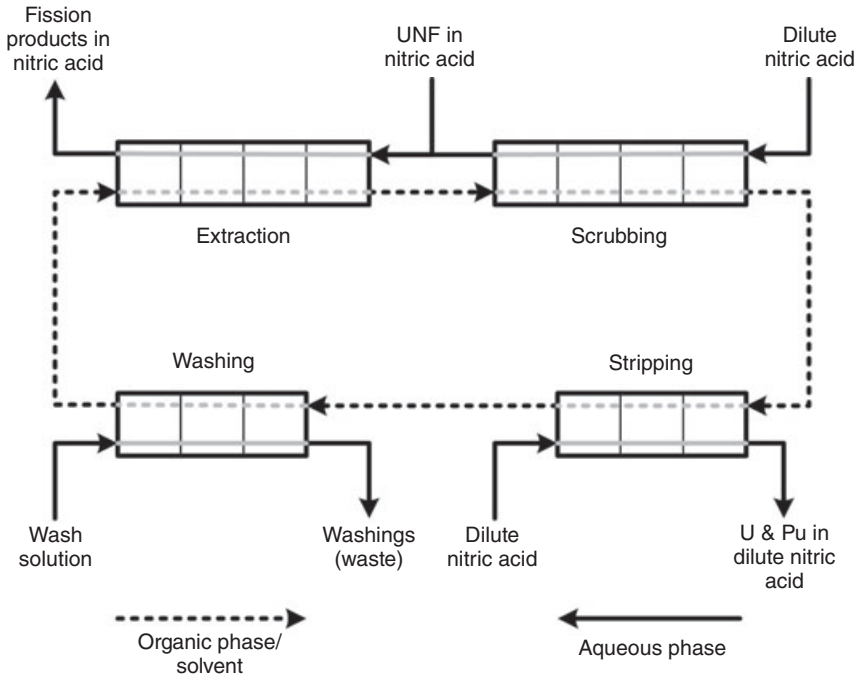 Fission
products in
nitric acid
UNF in
nitric acid
Dilute
nitric acid
Extraction
Scrubbing
Washing
Stripping
Wash
solution
Washings
(waste)
Dilute
nitric acid
U & Pu in
dilute nitric
acid
Organic phase/
solvent
Aqueous phase